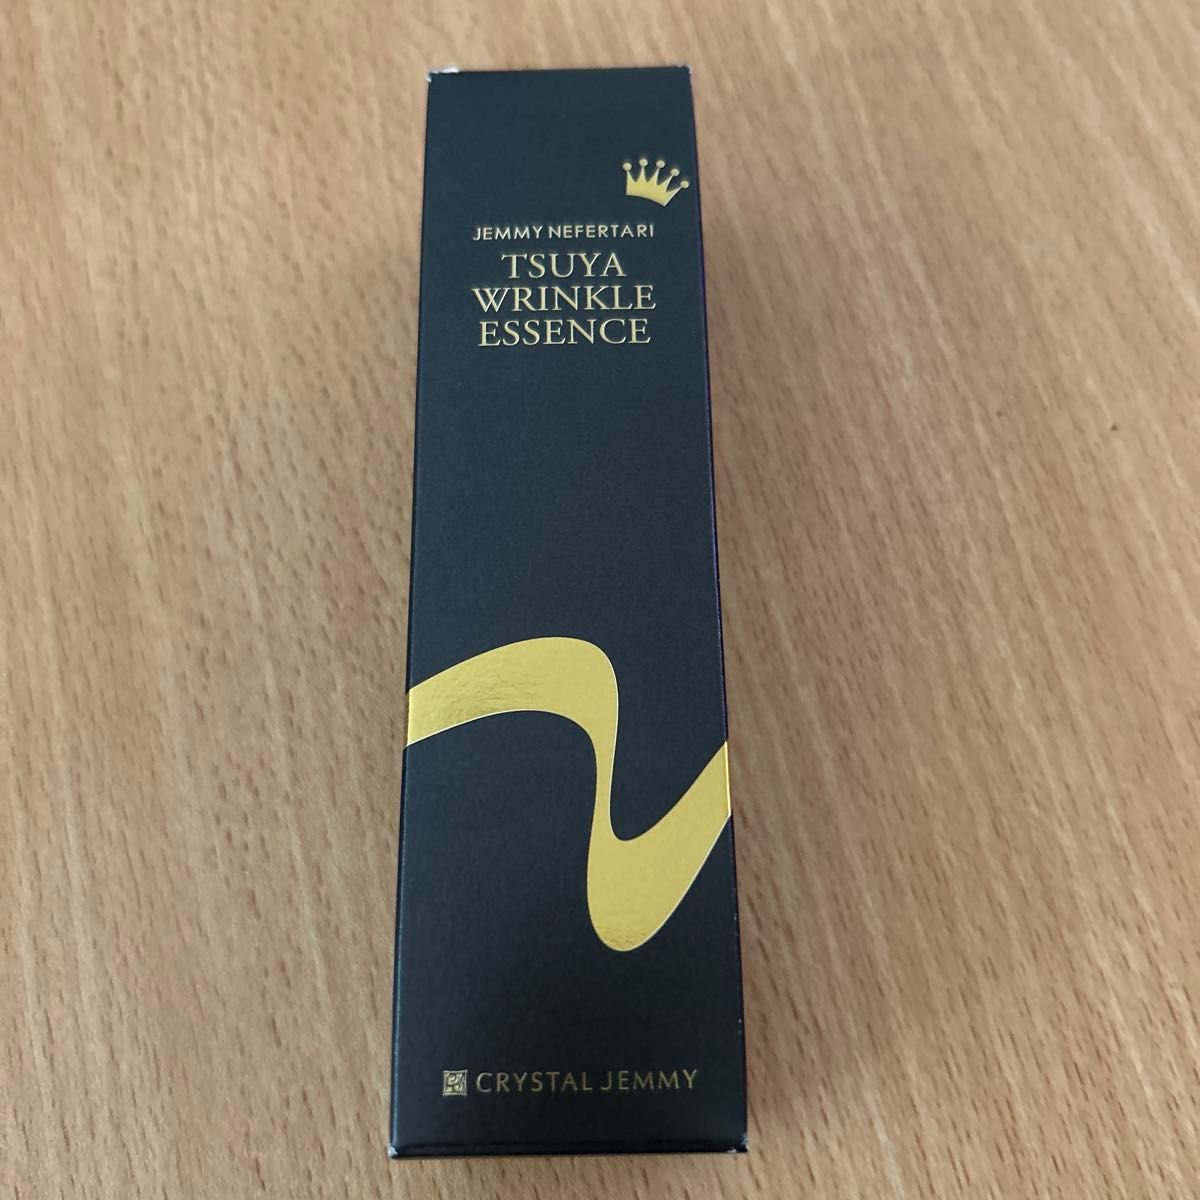 JEMMY NEFERTARI
TSUYA
WRINKLE
ESSENCE
CRYSTAL JEMMY